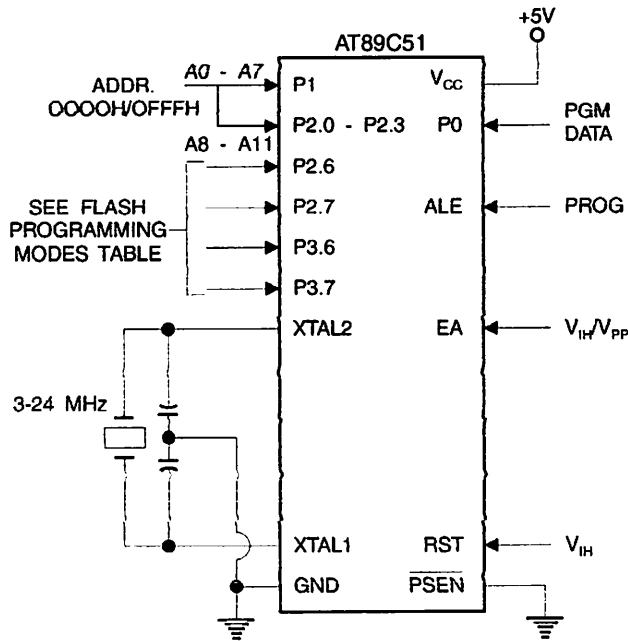 +5V
AT89C51
A0 - A7
ADDR.
OOOOH/OFFFH
P1
VCC
P2.0 - P2.3
P0
PGM
DATA
A8 - A11
P2.6
SEE FLASH
PROGRAMMING
MODES TABLE
P2.7
ALE
PROG
P3.6
P3.7
XTAL2
EA
VIH/VPP
3-24 MHz
XTAL1
RST
VIH
GND
PSEN